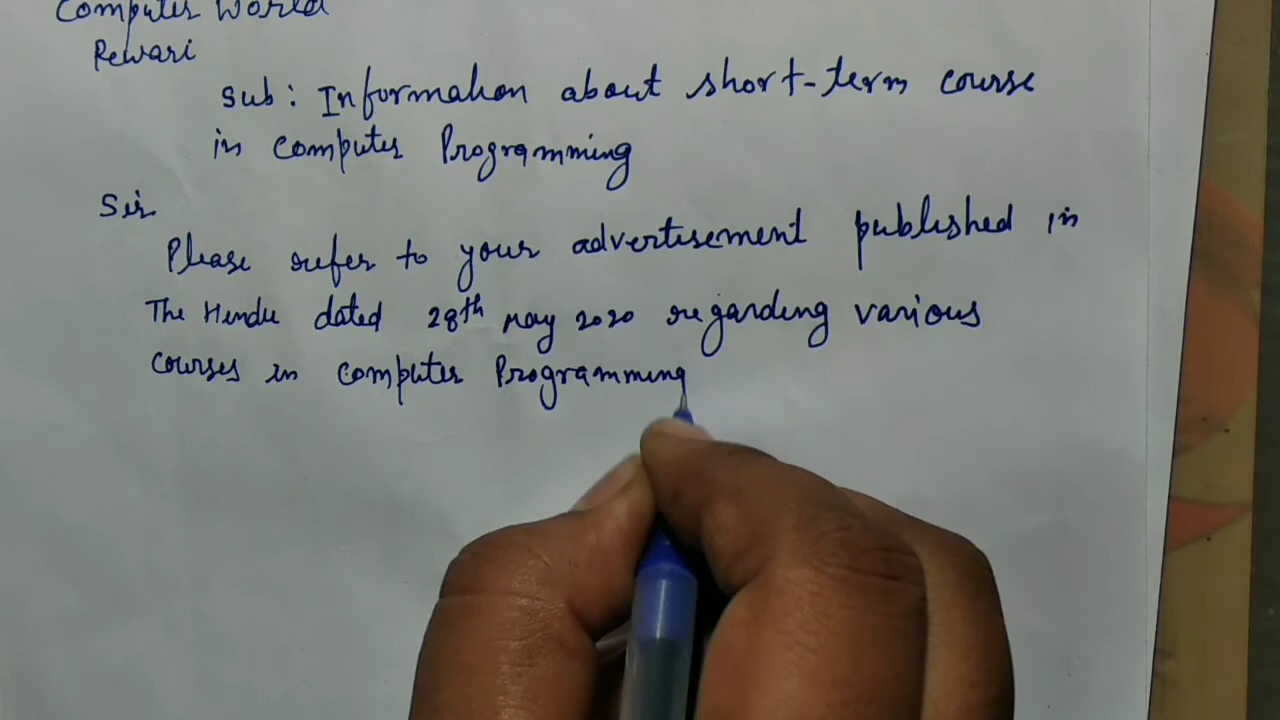 Computer World
Rewari
Sub: Information about short-term course
in Computer Programming
Sir
Please refer to your advertisement published in
The Hindu dated 28th may 2020 regarding various
courses in Computer Programming